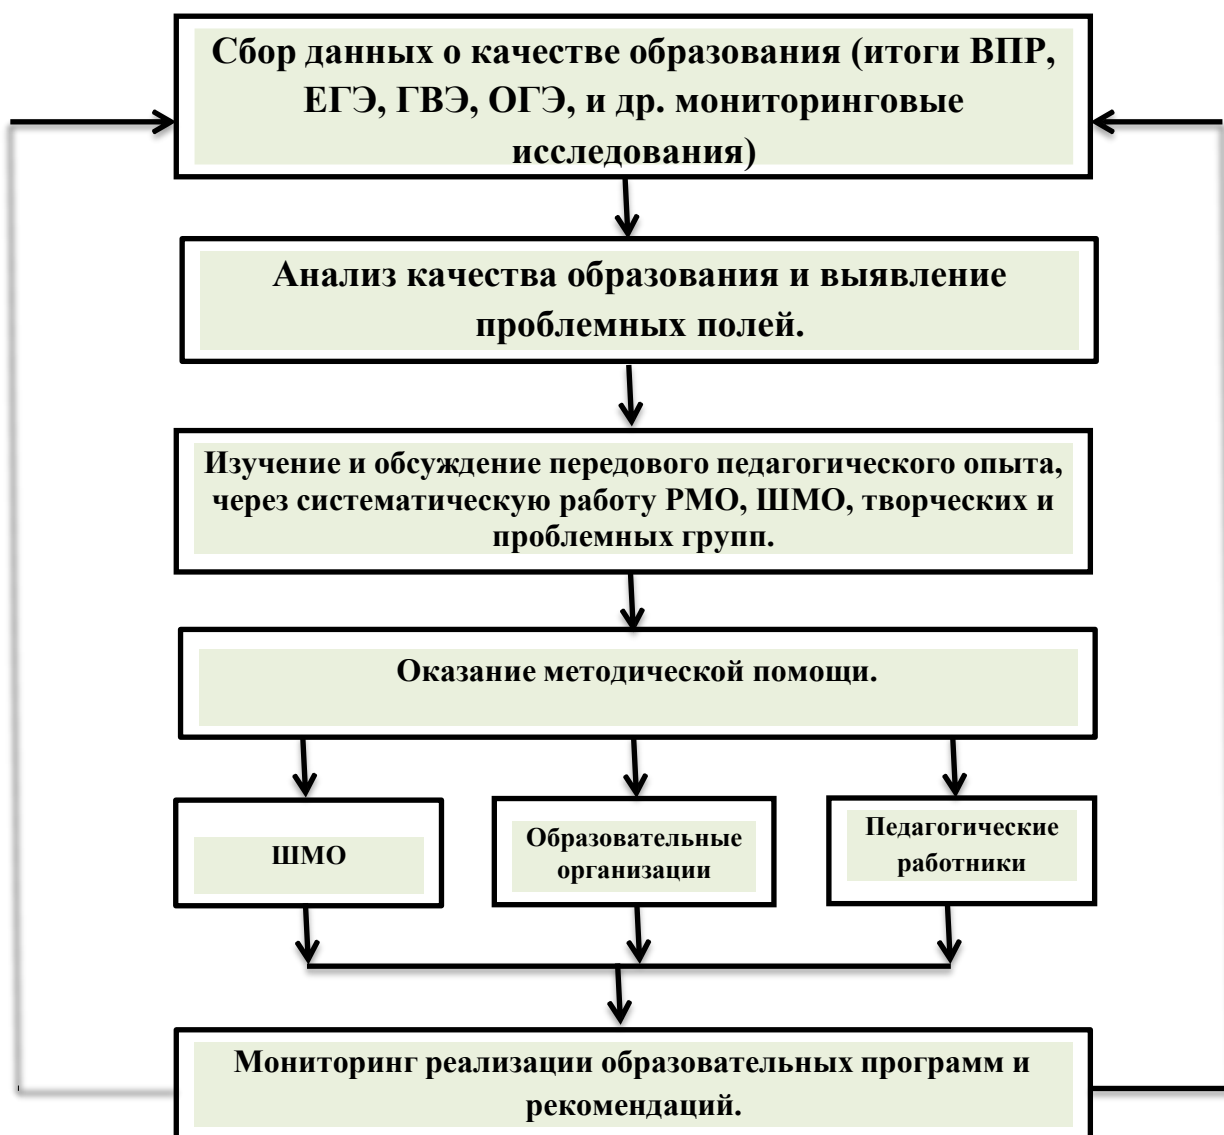 Сбор данных о качестве образования (итоги ВПР,
ЕГЭ, ГВЭ, ОГЭ, и др. мониторинговые
исследования)
Анализ качества образования и выявление
проблемных полей.
Изучение и обсуждение передового педагогического опыта,
через систематическую работу РМО, ШМО, творческих и
проблемных групп.
Оказание методической помощи.
ШМО
Образовательные
организации
Педагогические
работники
Мониторинг реализации образовательных программ и
рекомендаций.